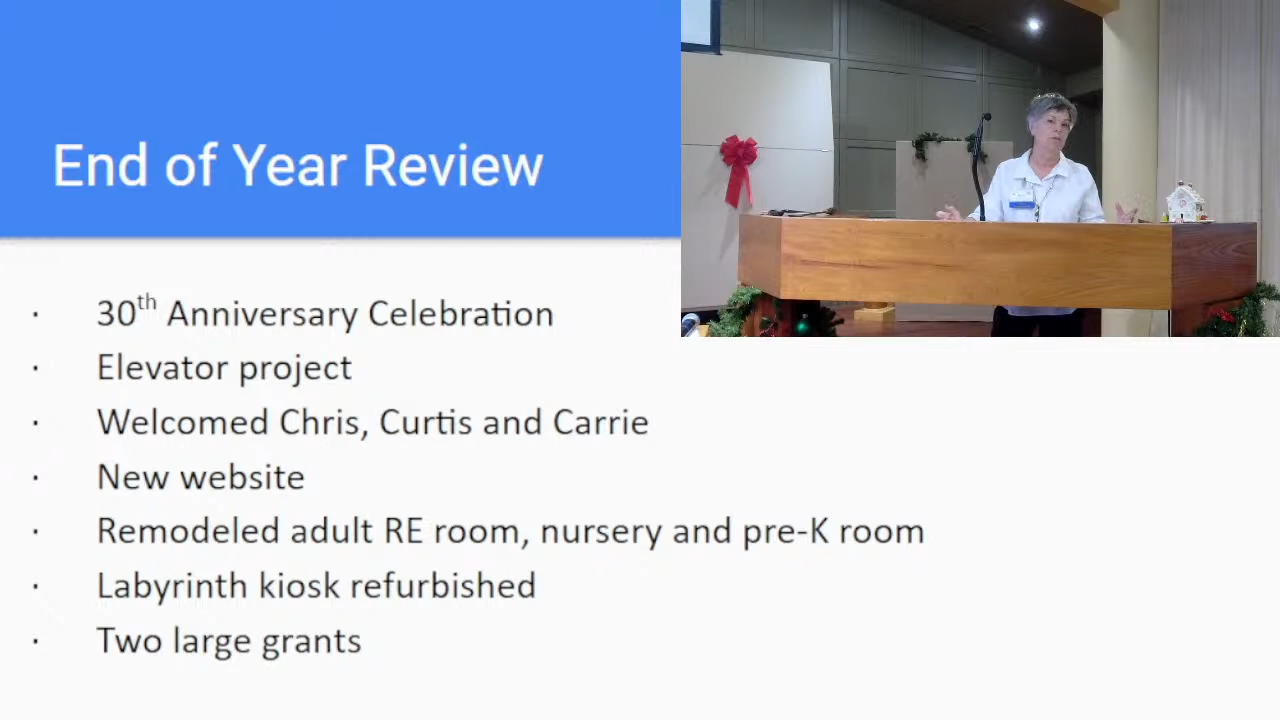 End of Year Review
· 30th Anniversary Celebration
· Elevator project
· Welcomed Chris, Curtis and Carrie
· New website
· Remodeled adult RE room, nursery and pre-K room
· Labyrinth kiosk refurbished
· Two large grants